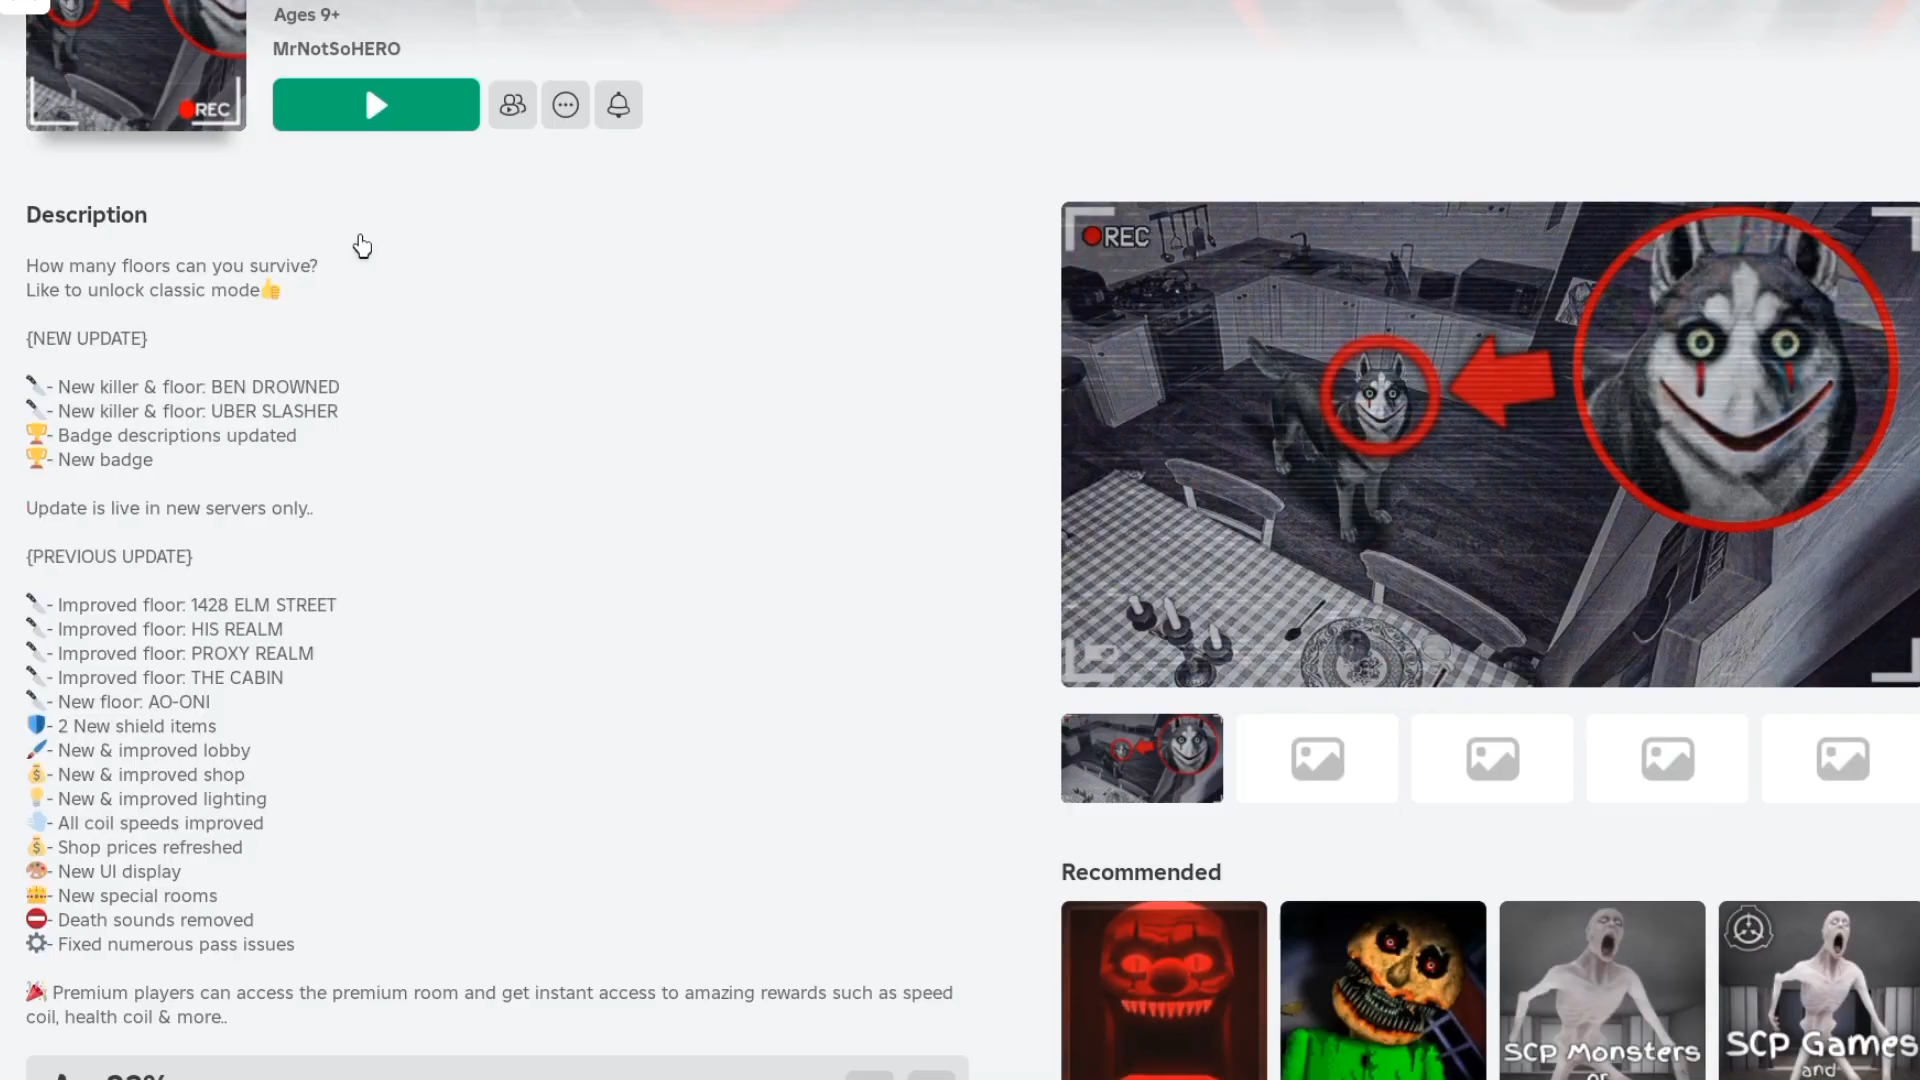 Ages 9+
MrNotSoHERO
REC
Description
How many floors can you survive?
Like to unlock classic mode👍
{NEW UPDATE}
🔪- New killer & floor: BEN DROWNED
🔪- New killer & floor: UBER SLASHER
🏆- Badge descriptions updated
🏆- New badge
Update is live in new servers only..
{PREVIOUS UPDATE}
🔪- Improved floor: 1428 ELM STREET
🔪- Improved floor: HIS REALM
🔪- Improved floor: PROXY REALM
🔪- Improved floor: THE CABIN
🔪- New floor: AO-ONI
🛡️- 2 New shield items
🖌️- New & improved lobby
💰- New & improved shop
💡- New & improved lighting
💨- All coil speeds improved
💰- Shop prices refreshed
🎨- New UI display
👑- New special rooms
⛔- Death sounds removed
⚙️- Fixed numerous pass issues
🎉 Premium players can access the premium room and get instant access to amazing rewards such as speed
coil, health coil & more..
REC
Recommended
SCP Monsters
SCP Games
and